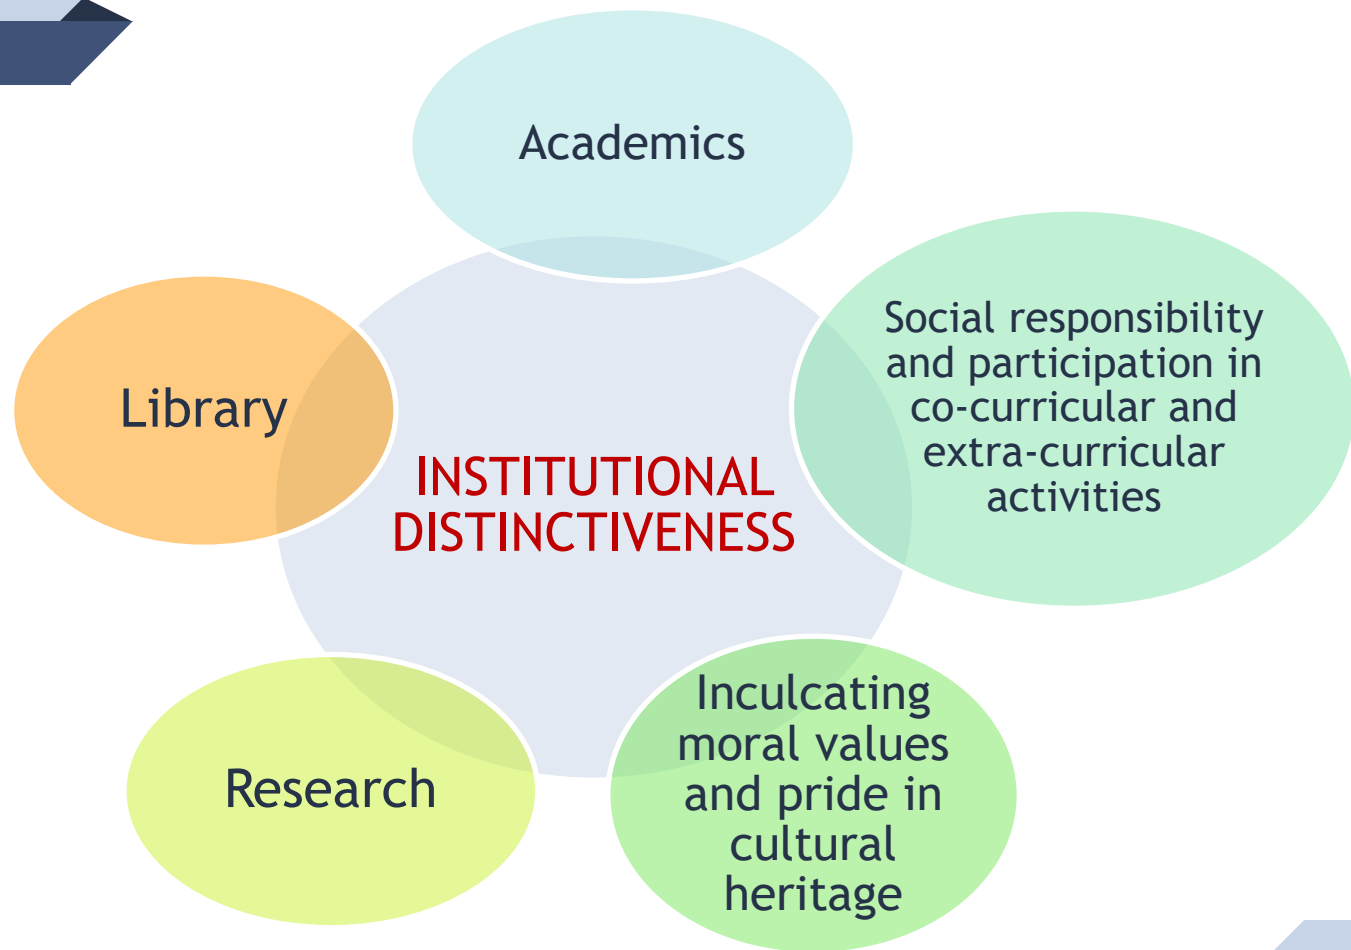 Academics
Social responsibility
and participation in
co-curricular and
extra-curricular
activities
Library
INSTITUTIONAL
DISTINCTIVENESS
Inculcating
moral values
and pride in
cultural
heritage
Research